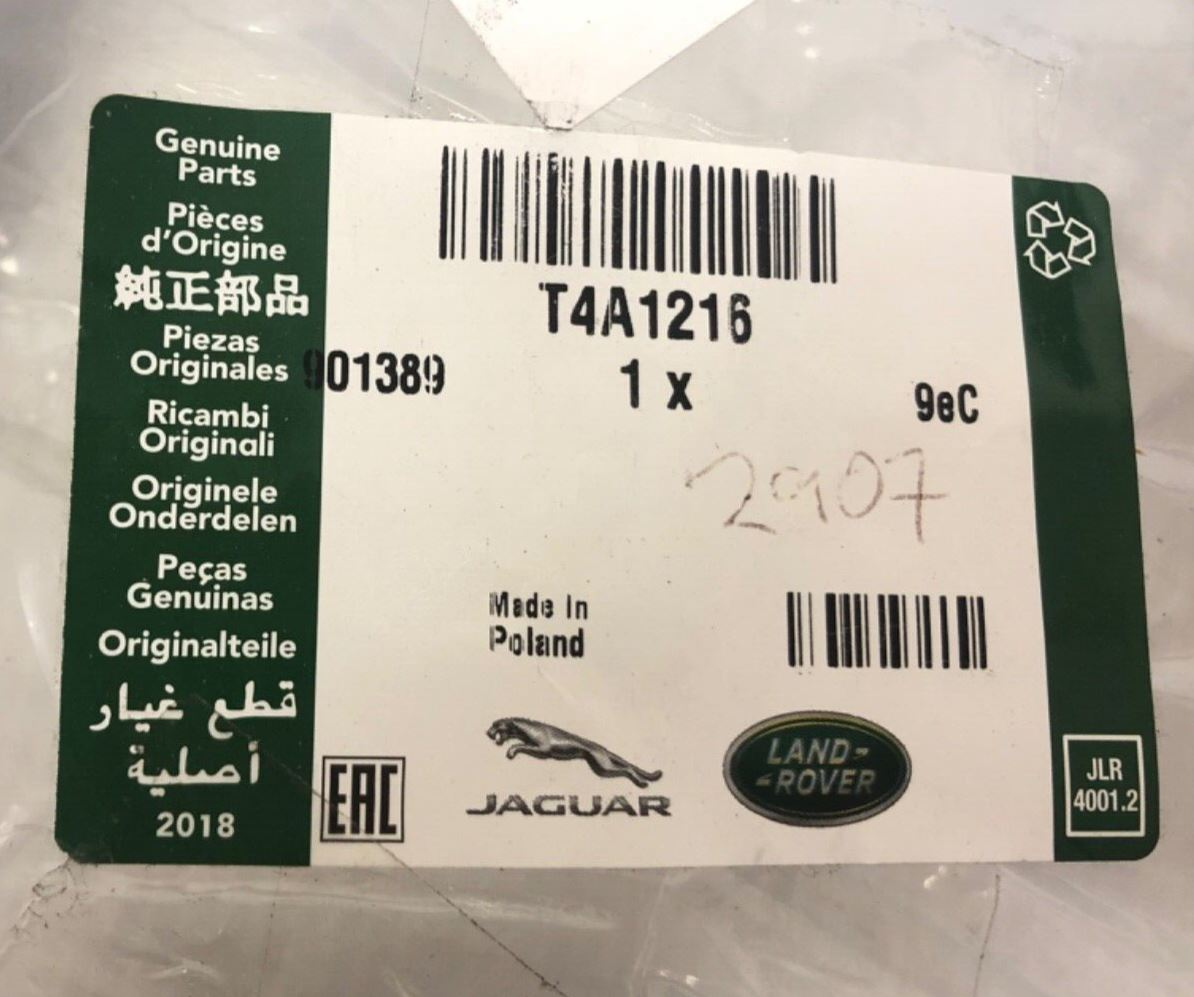 Genuine
Parts
Pièces
d'Origine
純正部品
Piezas
Originales
Ricambi
Originali
Originele
Onderdelen
Peças
Genuinas
Originalteile
قطع غيار
أصلية
2018
T4A1216
901389
1 x
9eC
2907
Made In
Poland
EAC
JAGUAR
LAND-
-ROVER
JLR
4001.2